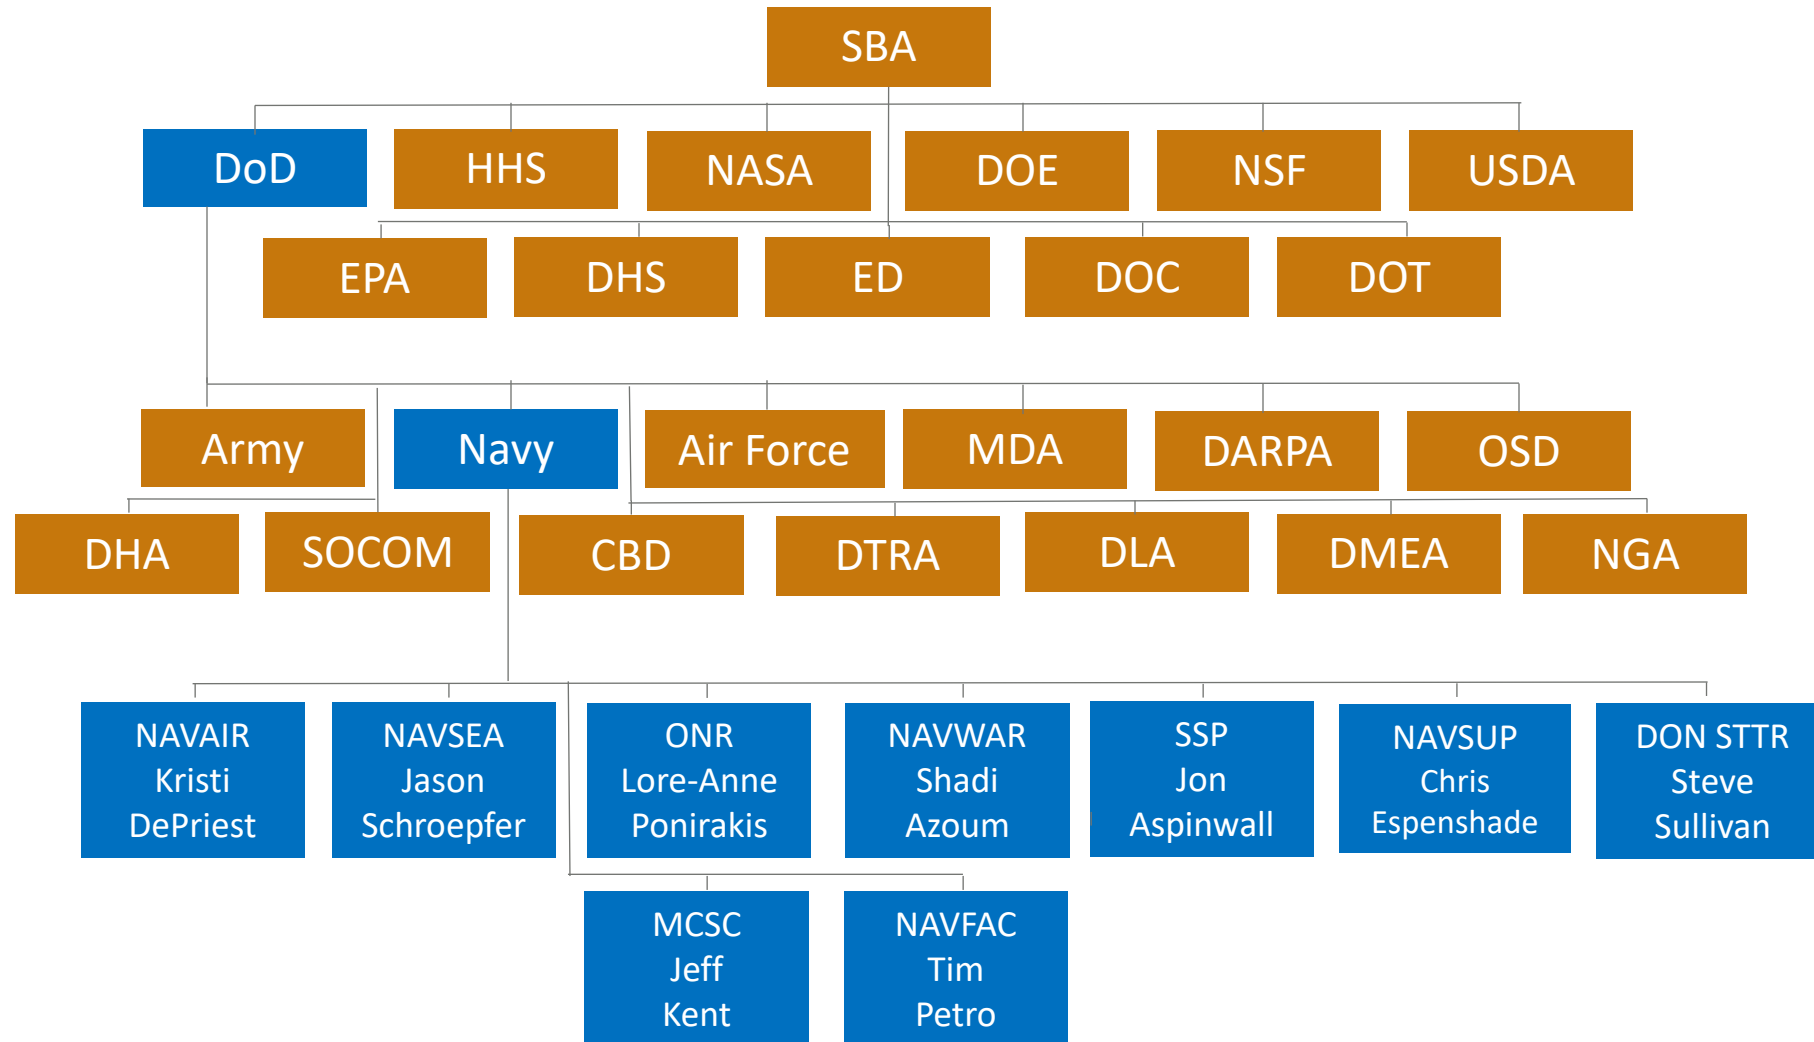 SBA
DoD
HHS
NASA
DOE
NSF
USDA
EPA
DHS
ED
DOC
DOT
Army
Navy
Air Force
MDA
DARPA
OSD
DHA
SOCOM
CBD
DTRA
DLA
DMEA
NGA
NAVAIR
Kristi
DePriest
NAVSEA
Jason
Schroepfer
ONR
Lore-Anne
Ponirakis
NAVWAR
Shadi
Azoum
SSP
Jon
Aspinwall
NAVSUP
Chris
Espenshade
DON STTR
Steve
Sullivan
MCSC
Jeff
Kent
NAVFAC
Tim
Petro